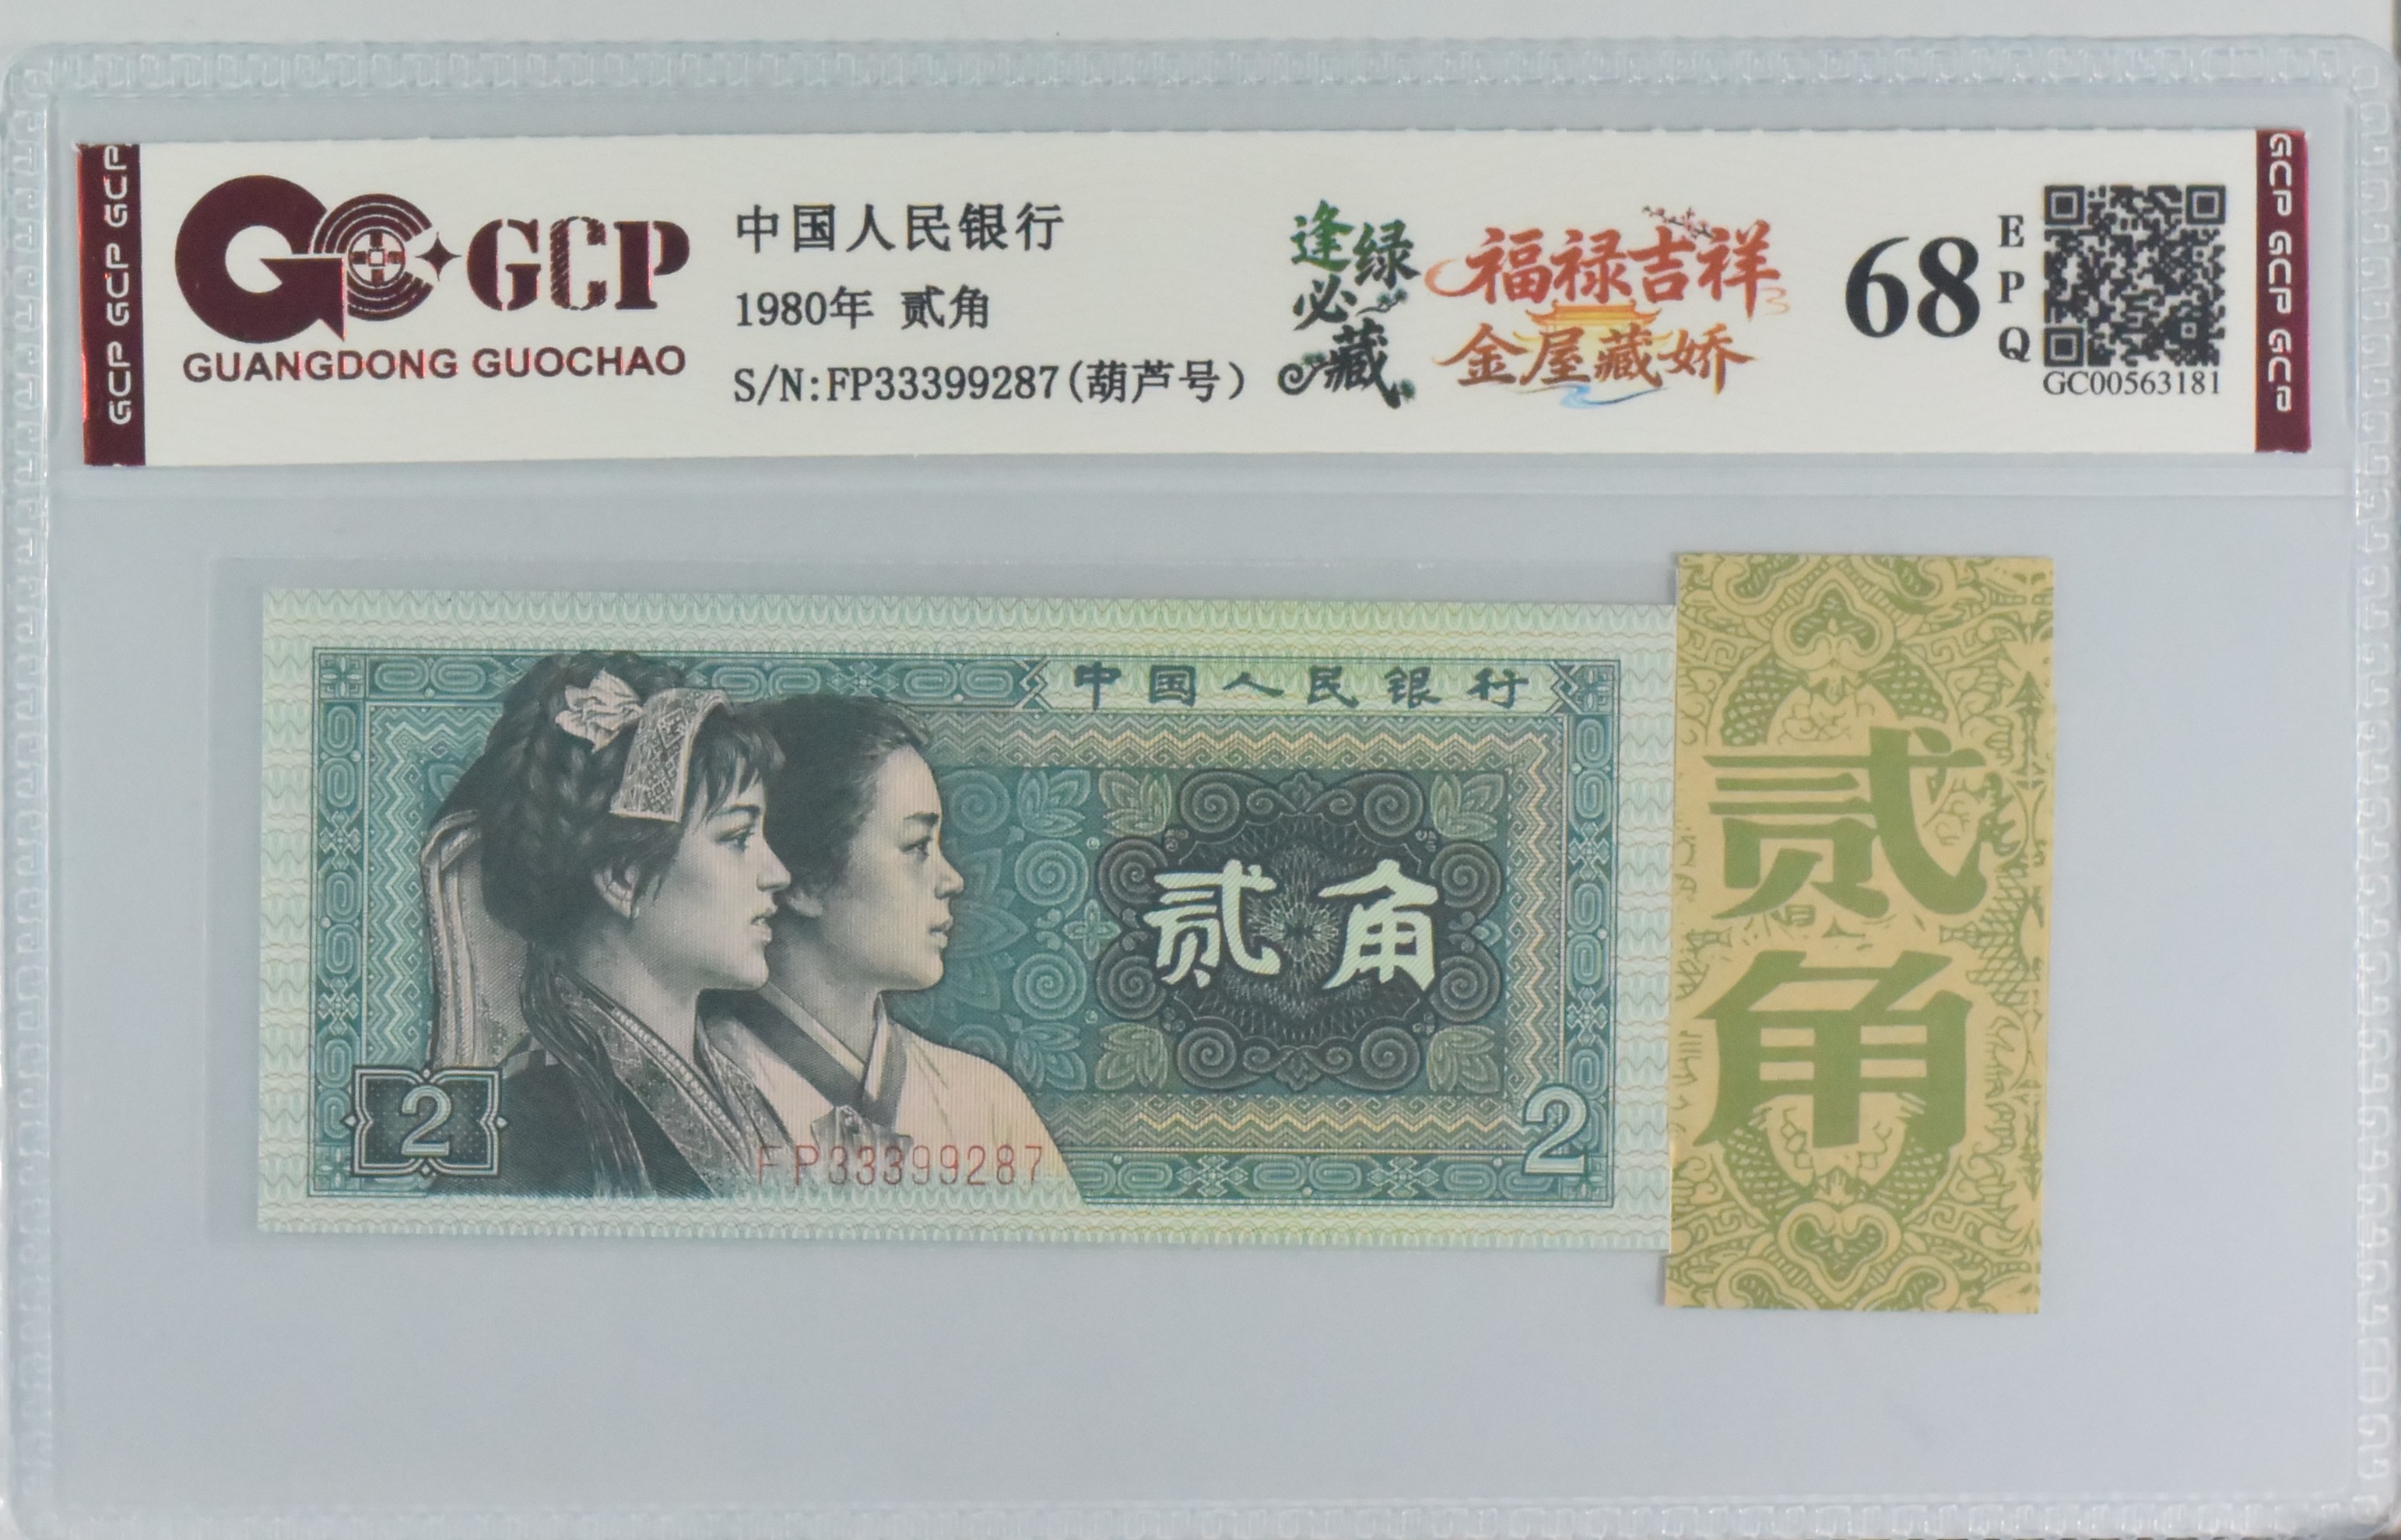 GCP GCP GCP
GCP
GUANGDONG GUOCHAO
中国人民银行
1980年 贰角
S/N:FP33399287(葫芦号)
逢绿
必藏
福禄吉祥
金屋藏娇
68
EPQ
GC00563181
GCP GCP GCP
中国人民银行
贰角
2
2
FP33399287
贰角